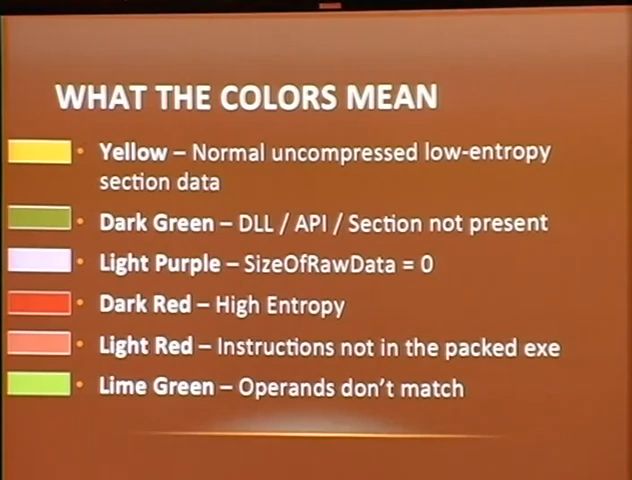 WHAT THE COLORS MEAN
• Yellow – Normal uncompressed low-entropy
section data
• Dark Green – DLL / API / Section not present
• Light Purple – SizeOfRawData = 0
• Dark Red – High Entropy
• Light Red – Instructions not in the packed exe
• Lime Green – Operands don't match